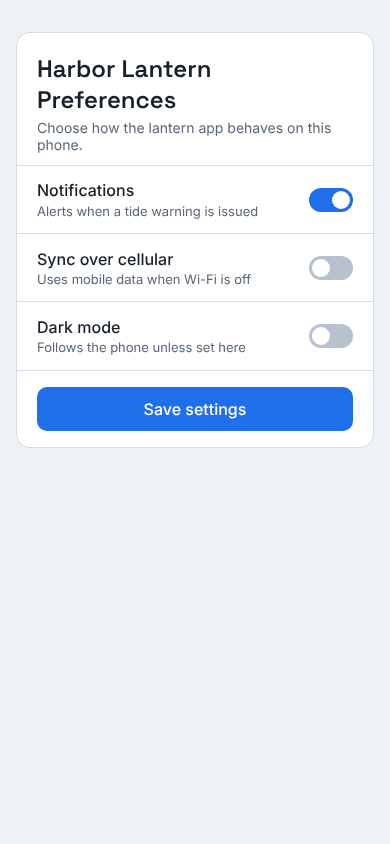 Harbor Lantern
Preferences
Choose how the lantern app behaves on this
phone.
Notifications
Alerts when a tide warning is issued
Sync over cellular
Uses mobile data when Wi-Fi is off
Dark mode
Follows the phone unless set here
Save settings